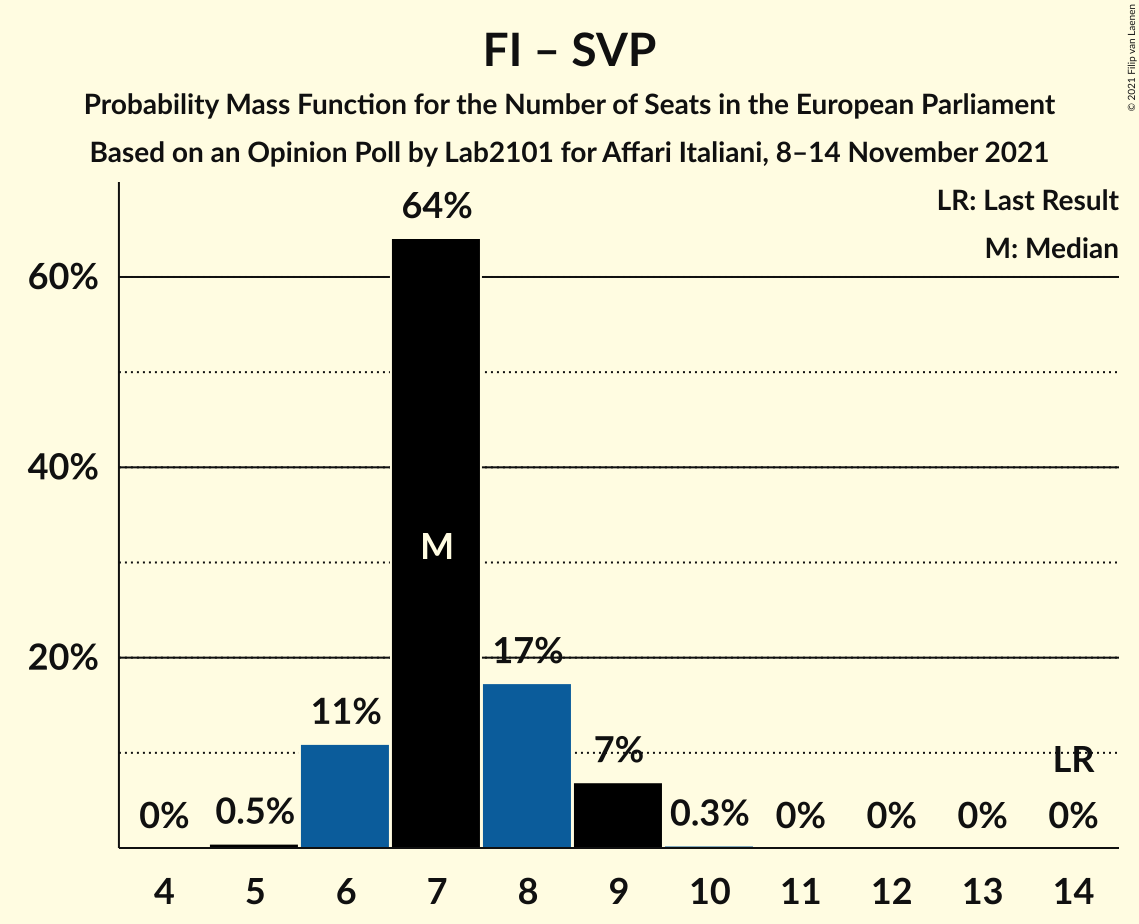 FI – SVP
Probability Mass Function for the Number of Seats in the European Parliament
Based on an Opinion Poll by Lab2101 for Affari Italiani, 8–14 November 2021
© 2021 Filip van Laenen
LR: Last Result
M: Median
60%
40%
20%
0%
0.5%
11%
64%
M
17%
7%
0.3%
0%
0%
0%
LR
0%
4 5 6 7 8 9 10 11 12 13 14